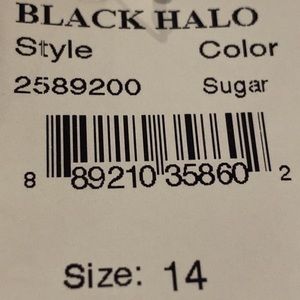 BLACK HALO
Style Color
2589200 Sugar
8 89210 35860 2
Size: 14